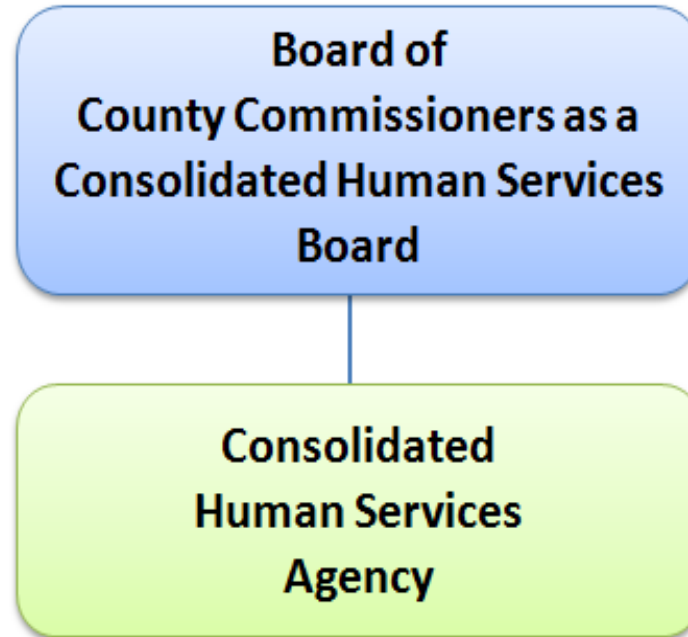 Board of
County Commissioners as a
Consolidated Human Services
Board
Consolidated
Human Services
Agency